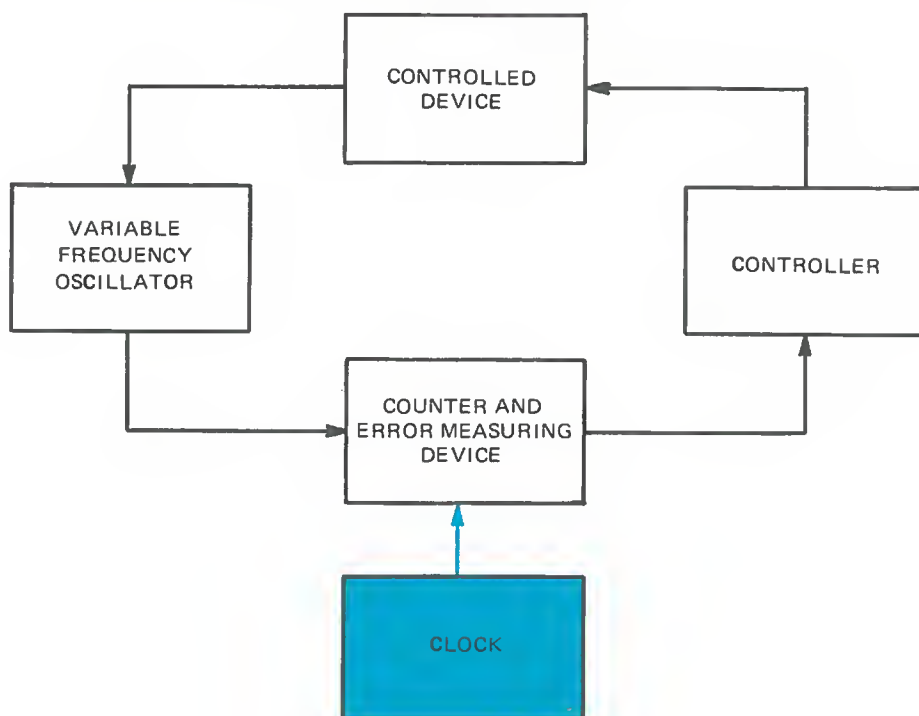 CONTROLLED
DEVICE
VARIABLE
FREQUENCY
OSCILLATOR
CONTROLLER
COUNTER AND
ERROR MEASURING
DEVICE
CLOCK